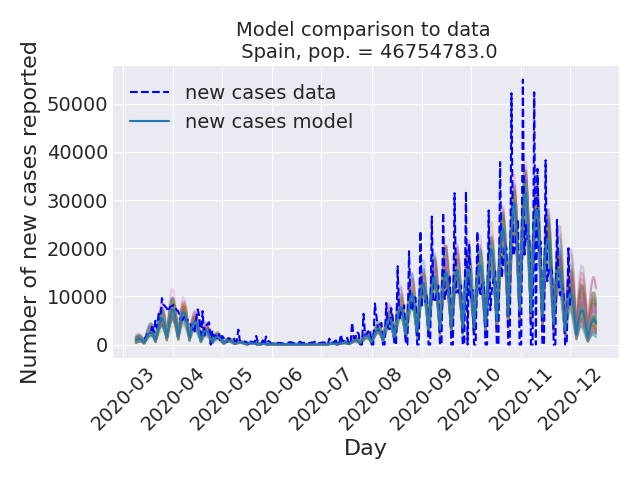 Model comparison to data
Spain, pop. = 46754783.0
Number of new cases reported
50000
40000
30000
20000
10000
0
new cases data
new cases model
2020-03
2020-04
2020-05
2020-06
2020-07
2020-08
2020-09
2020-10
2020-11
2020-12
Day